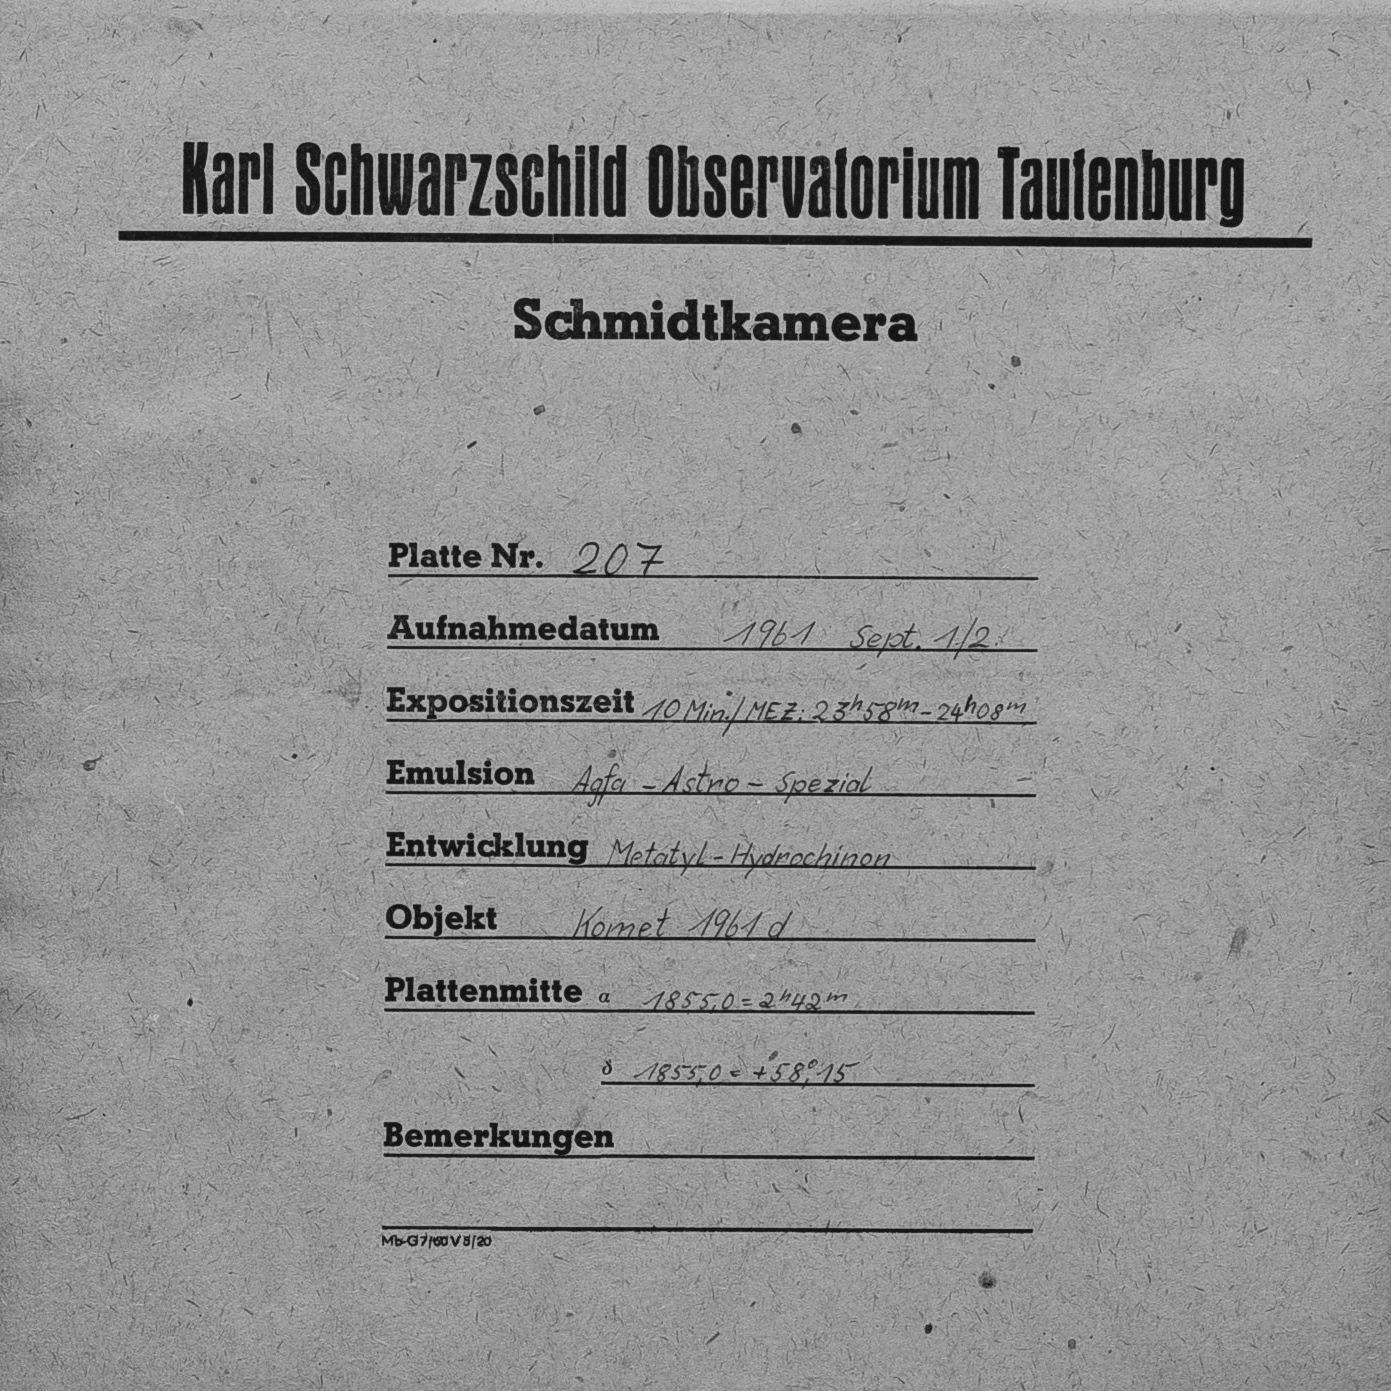 Karl Schwarzschild Observatorium Tautenburg
Schmidtkamera
Platte Nr. 207
Aufnahmedatum 1961 Sept. 1/2.
Expositionszeit 10 Min./MEZ: 23h58m-24h08m
Emulsion Agfa - Astro - Spezial
Entwicklung Metatyl-Hydrochinon
Objekt Komet 1961 d
Plattenmitte α 1855,0 = 2h42m
δ 1855,0 = +58°,15
Bemerkungen
Mb-G 7/60 V 5/20